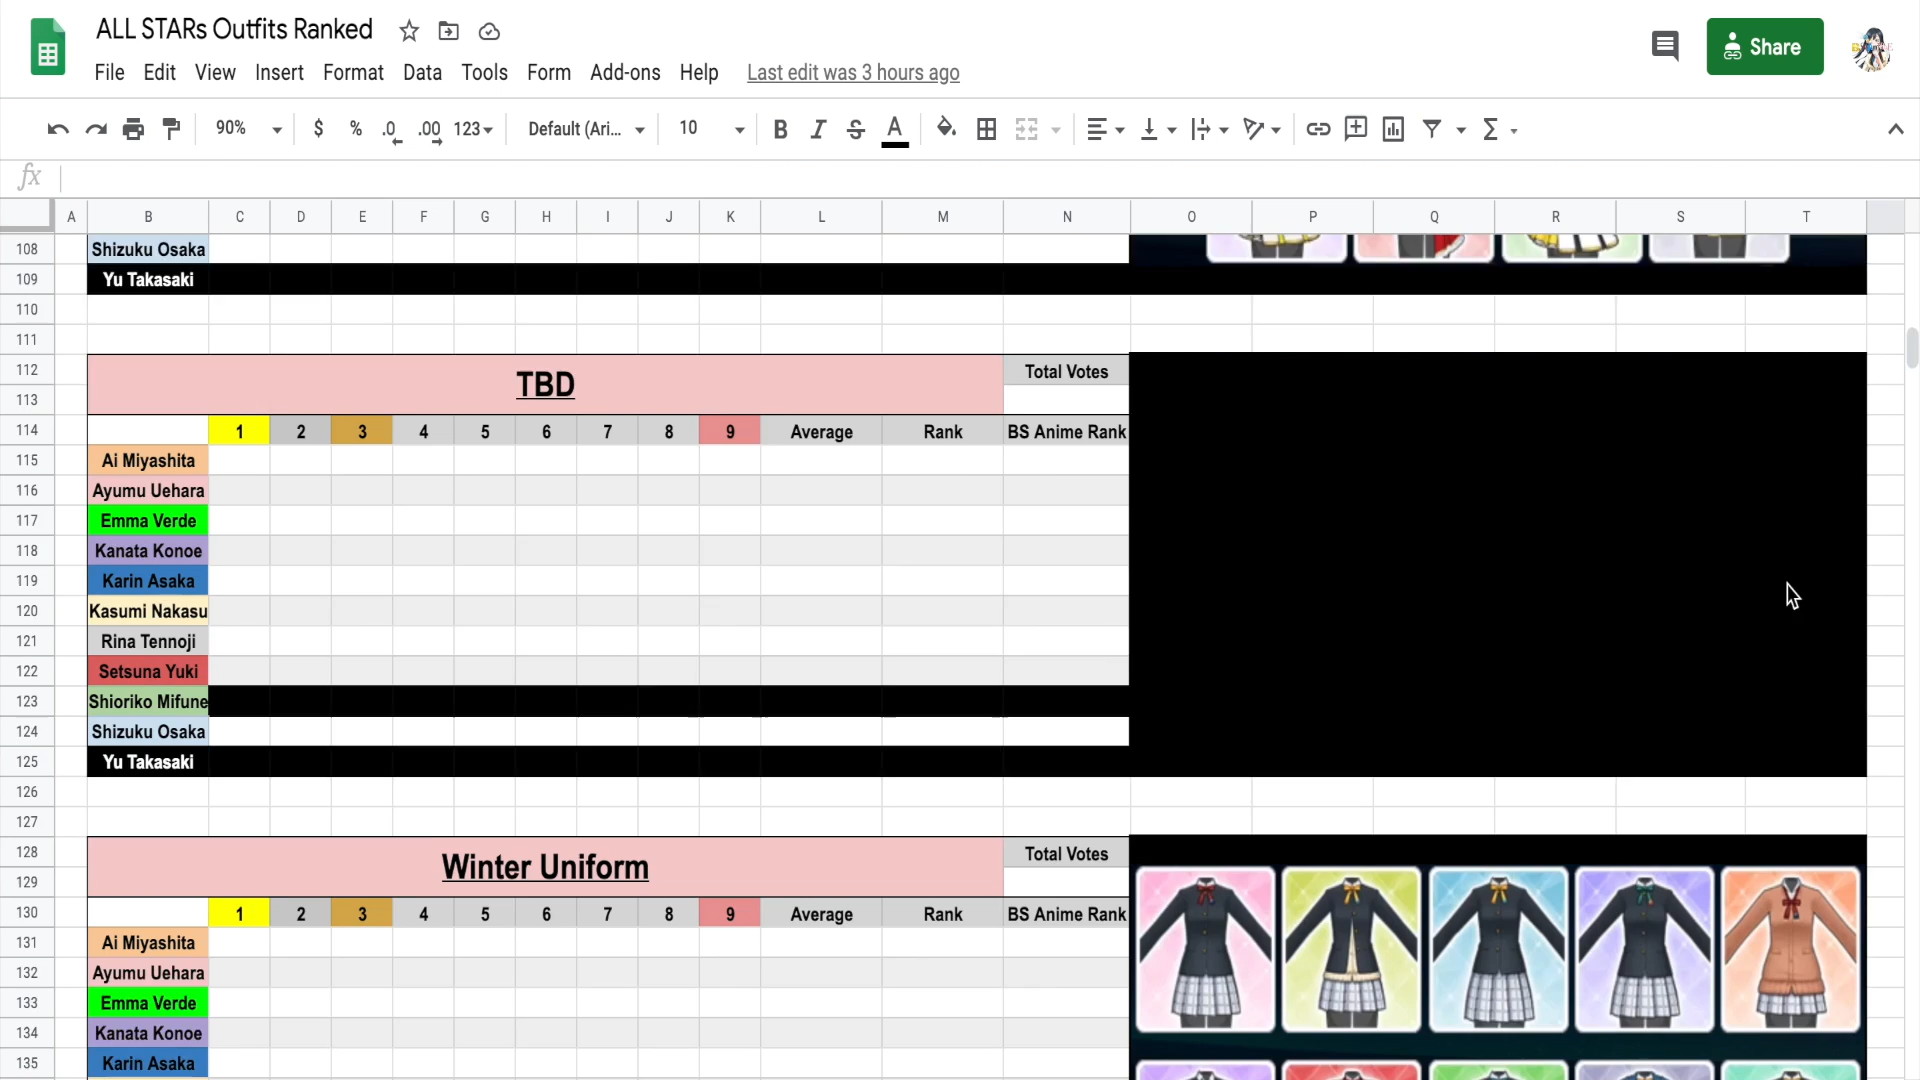 ALL STARs Outfits Ranked
File Edit View Insert Format Data Tools Form Add-ons Help Last edit was 3 hours ago
Share
90% $ % .0 .00 123 Default (Ari... 10 B I S A Σ
fx
A B C D E F G H I J K L M N O P Q R S T
108 Shizuku Osaka
109 Yu Takasaki
110
111
112 TBD Total Votes
113
114 1 2 3 4 5 6 7 8 9 Average Rank BS Anime Rank
115 Ai Miyashita
116 Ayumu Uehara
117 Emma Verde
118 Kanata Konoe
119 Karin Asaka
120 Kasumi Nakasu
121 Rina Tennoji
122 Setsuna Yuki
123 Shioriko Mifune
124 Shizuku Osaka
125 Yu Takasaki
126
127
128 Winter Uniform Total Votes
129
130 1 2 3 4 5 6 7 8 9 Average Rank BS Anime Rank
131 Ai Miyashita
132 Ayumu Uehara
133 Emma Verde
134 Kanata Konoe
135 Karin Asaka